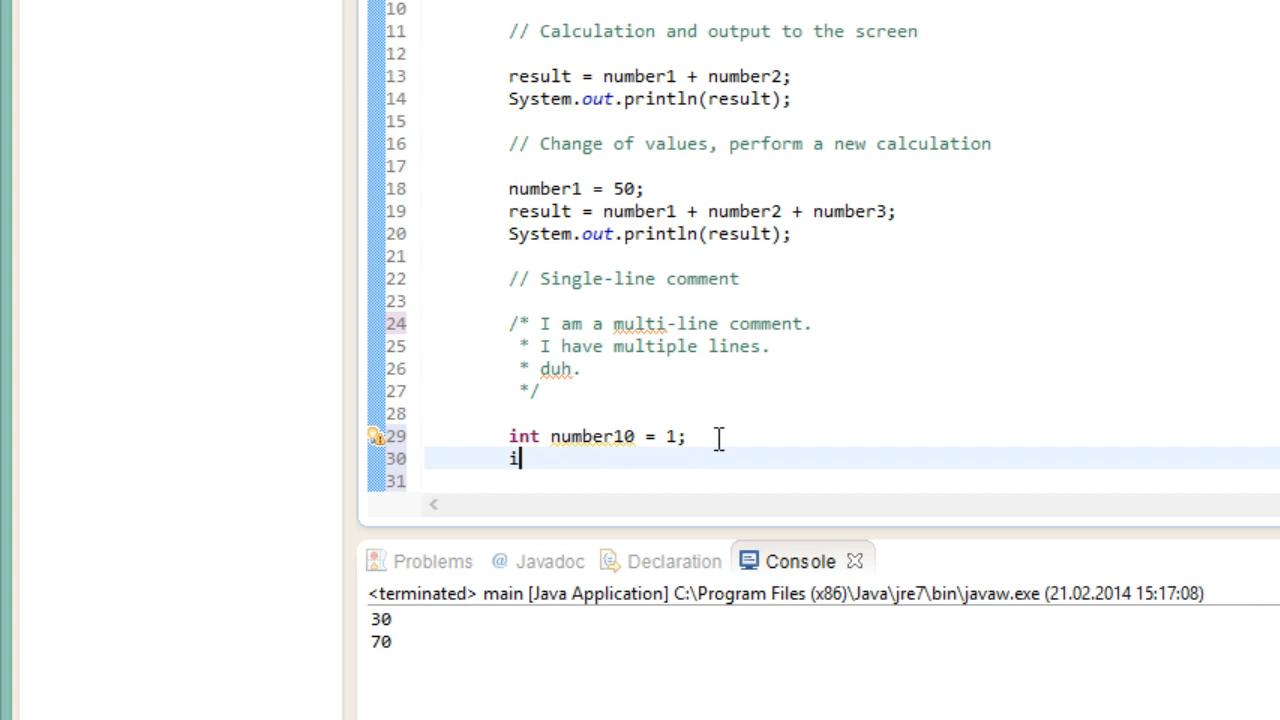 10
11 // Calculation and output to the screen
12
13 result = number1 + number2;
14 System.out.println(result);
15
16 // Change of values, perform a new calculation
17
18 number1 = 50;
19 result = number1 + number2 + number3;
20 System.out.println(result);
21
22 // Single-line comment
23
24 /* I am a multi-line comment.
25 * I have multiple lines.
26 * duh.
27 */
28
29 int number10 = 1;
30 i
31
Problems @ Javadoc Declaration Console
<terminated> main [Java Application] C:\Program Files (x86)\Java\jre7\bin\javaw.exe (21.02.2014 15:17:08)
30
70